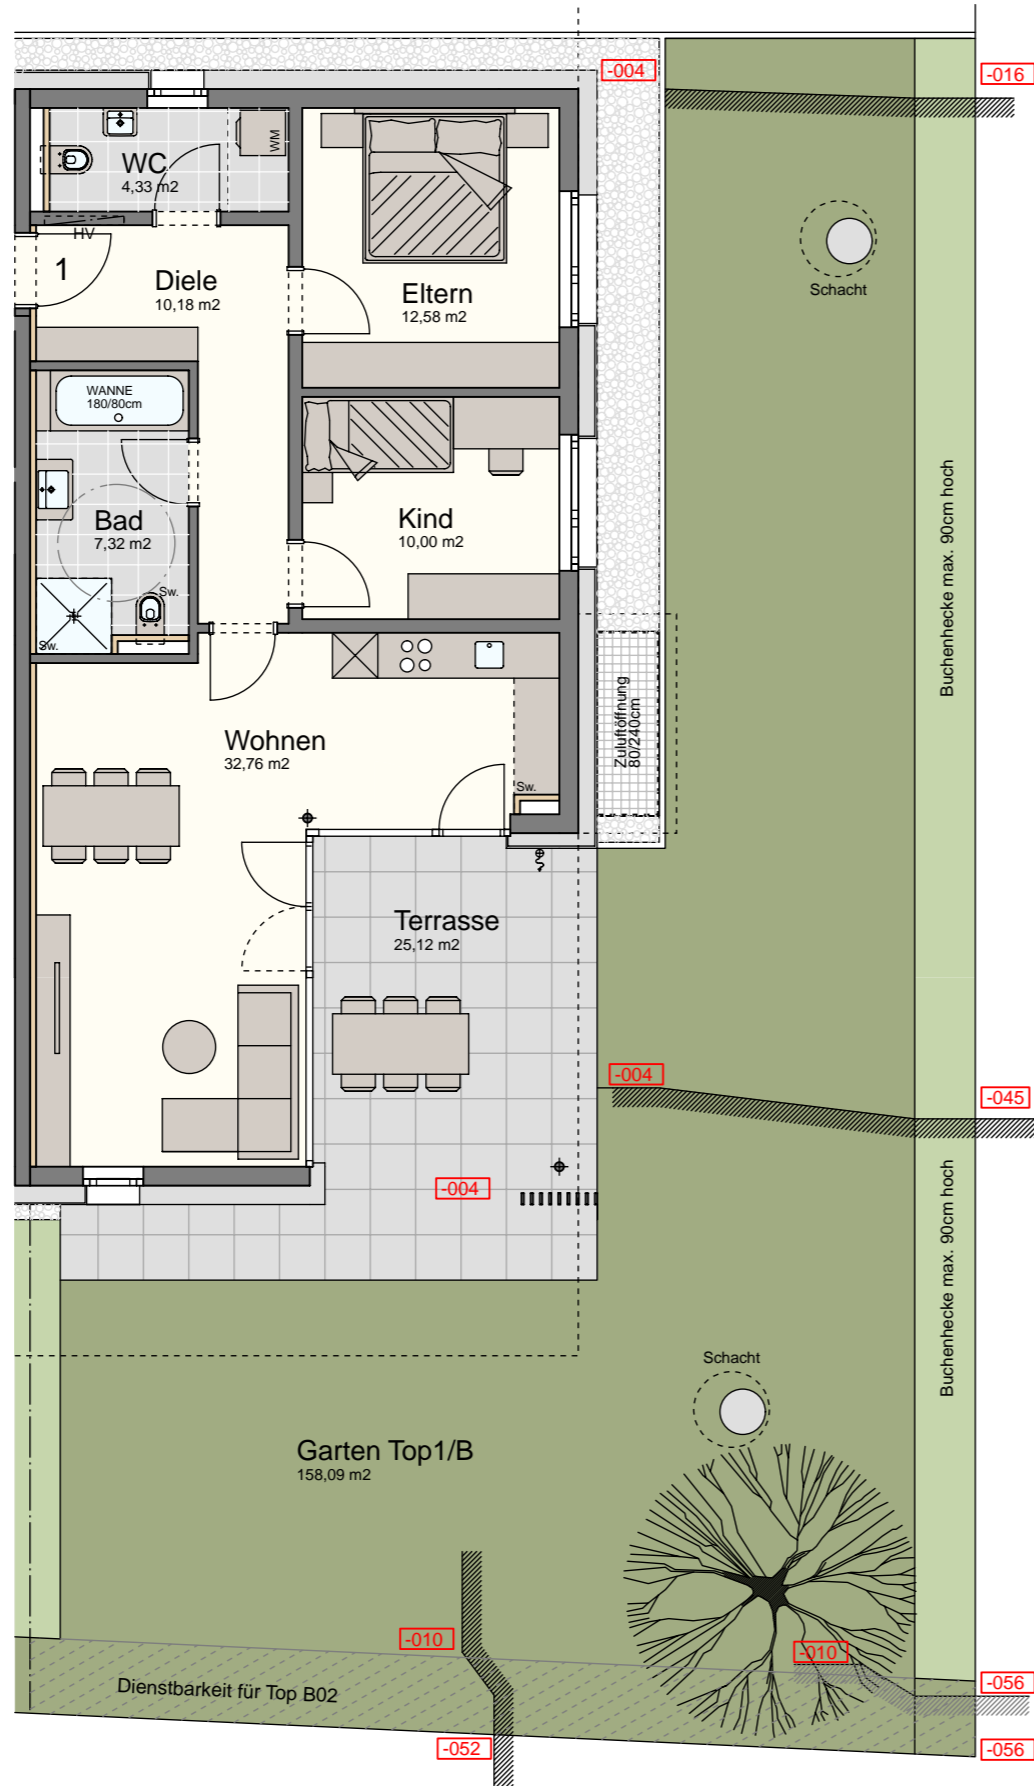 -004
-016
WC
4,33 m2
WM
HV
1
Diele
10,18 m2
Eltern
12,58 m2
Schacht
WANNE
180/80cm
Bad
7,32 m2
Sw.
Sw.
Kind
10,00 m2
Buchenhecke max. 90cm hoch
Zuluftöffnung
80/240cm
Wohnen
32,76 m2
Sw.
Terrasse
25,12 m2
-004
-045
-004
Buchenhecke max. 90cm hoch
Schacht
Garten Top1/B
158,09 m2
-010
-010
-056
Dienstbarkeit für Top B02
-052
-056